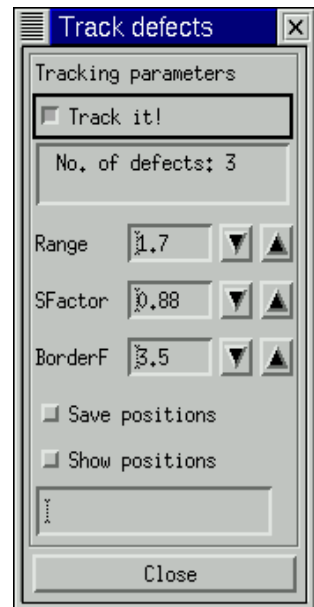 Track defects
Tracking parameters
Track it!
No. of defects: 3
Range 1.7
SFactor 0.88
BorderF 3.5
Save positions
Show positions
Close